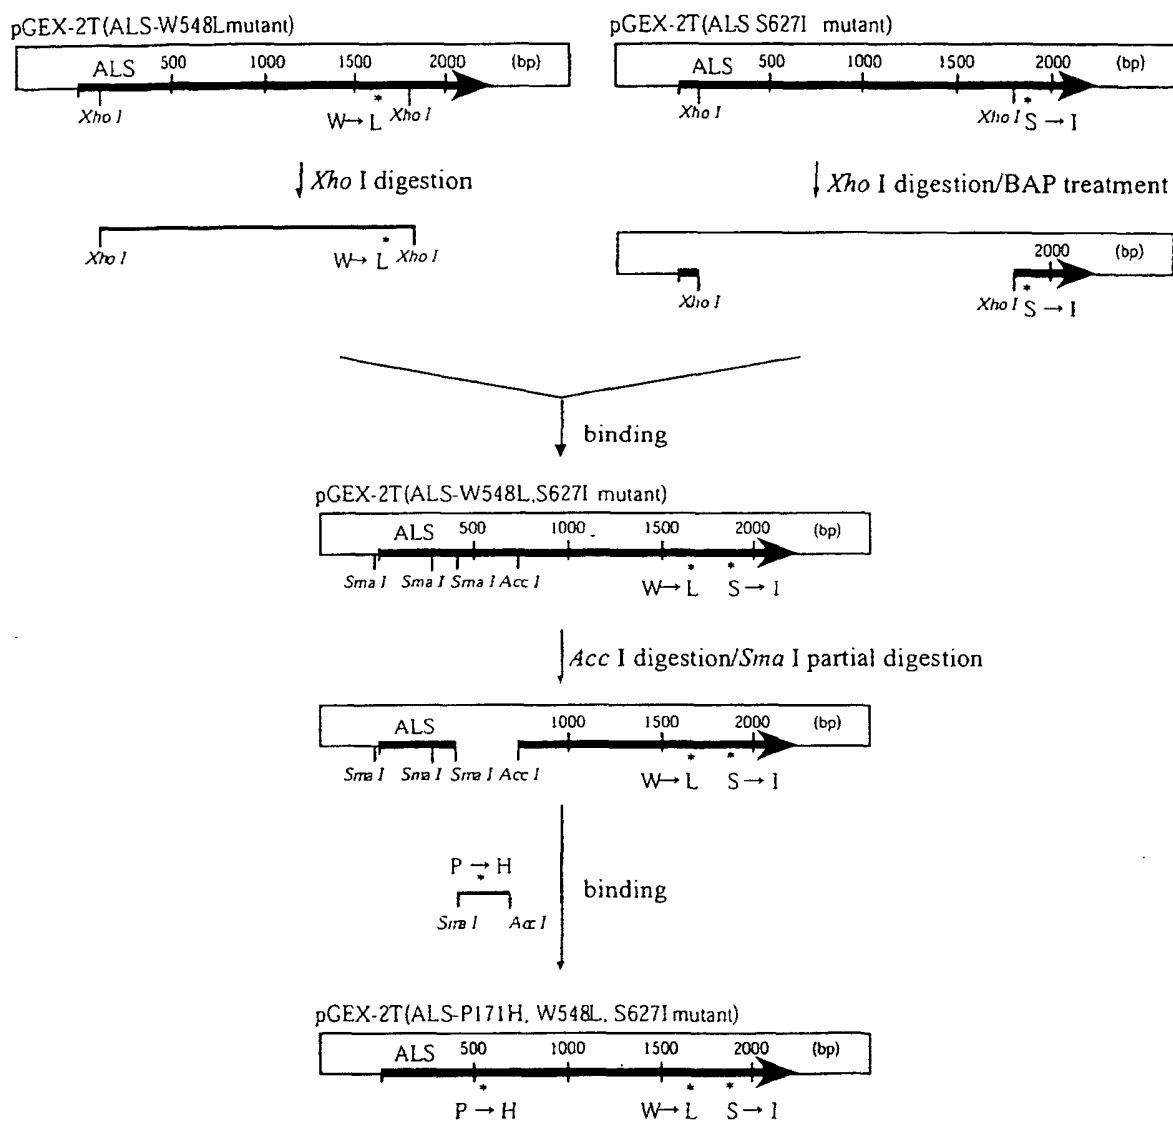 pGEX-2T(ALS-W548Lmutant)
ALS 500 1000 1500 2000 (bp)
Xho I W→ L Xho I
*
pGEX-2T(ALS S627I mutant)
ALS 500 1000 1500 2000 (bp)
*
Xho I Xho I S → I
Xho I digestion
Xho I digestion/BAP treatment
*
Xho I W→ L Xho I
2000 (bp)
*
Xho I Xho I S → I
binding
pGEX-2T(ALS-W548L,S627I mutant)
ALS 500 1000 1500 2000 (bp)
* *
Sma I Sma I Sma I Acc I W→ L S → I
Acc I digestion/Sma I partial digestion
ALS 1000 1500 2000 (bp)
* *
Sma I Sma I Sma I Acc I W→ L S → I
P → H
*
Sma I Acc I
binding
pGEX-2T(ALS-P171H, W548L, S627I mutant)
ALS 500 1000 1500 2000 (bp)
* * *
P → H W→ L S → I